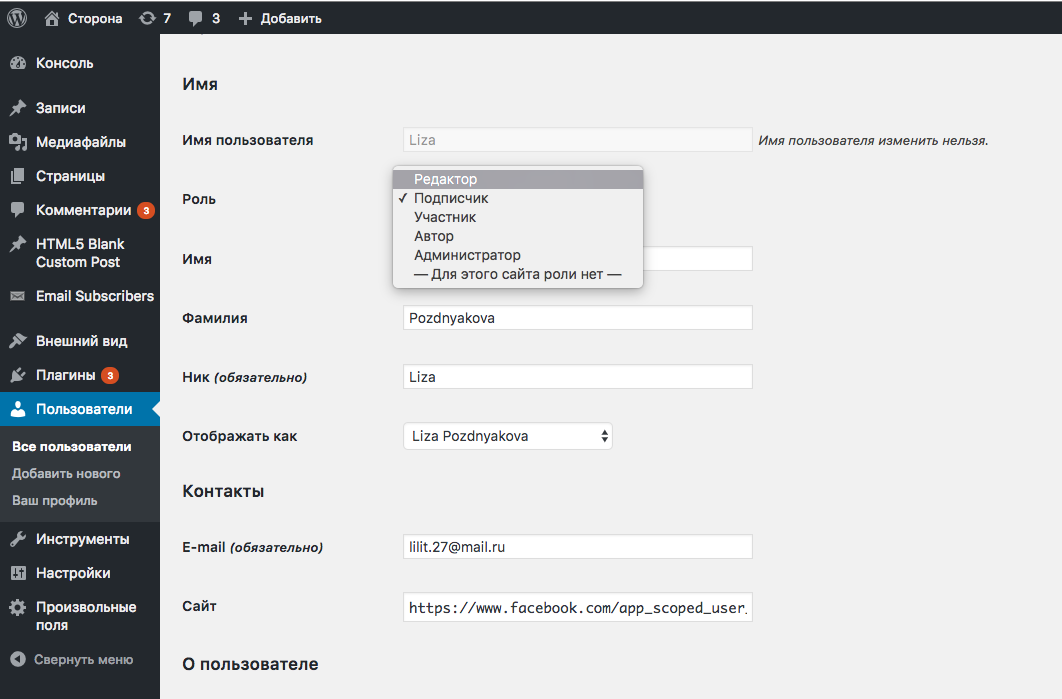 Сторона 7 3 Добавить
Консоль
Записи
Медиафайлы
Страницы
Комментарии 3
HTML5 Blank
Custom Post
Email Subscribers
Внешний вид
Плагины 3
Пользователи
Все пользователи
Добавить нового
Ваш профиль
Инструменты
Настройки
Произвольные
поля
Свернуть меню
Имя
Имя пользователя Liza Имя пользователя изменить нельзя.
Роль
Редактор
✓ Подписчик
Участник
Автор
Администратор
— Для этого сайта роли нет —
Имя
Фамилия Pozdnyakova
Ник (обязательно) Liza
Отображать как Liza Pozdnyakova
Контакты
E-mail (обязательно) lilit.27@mail.ru
Сайт https://www.facebook.com/app_scoped_user_
О пользователе